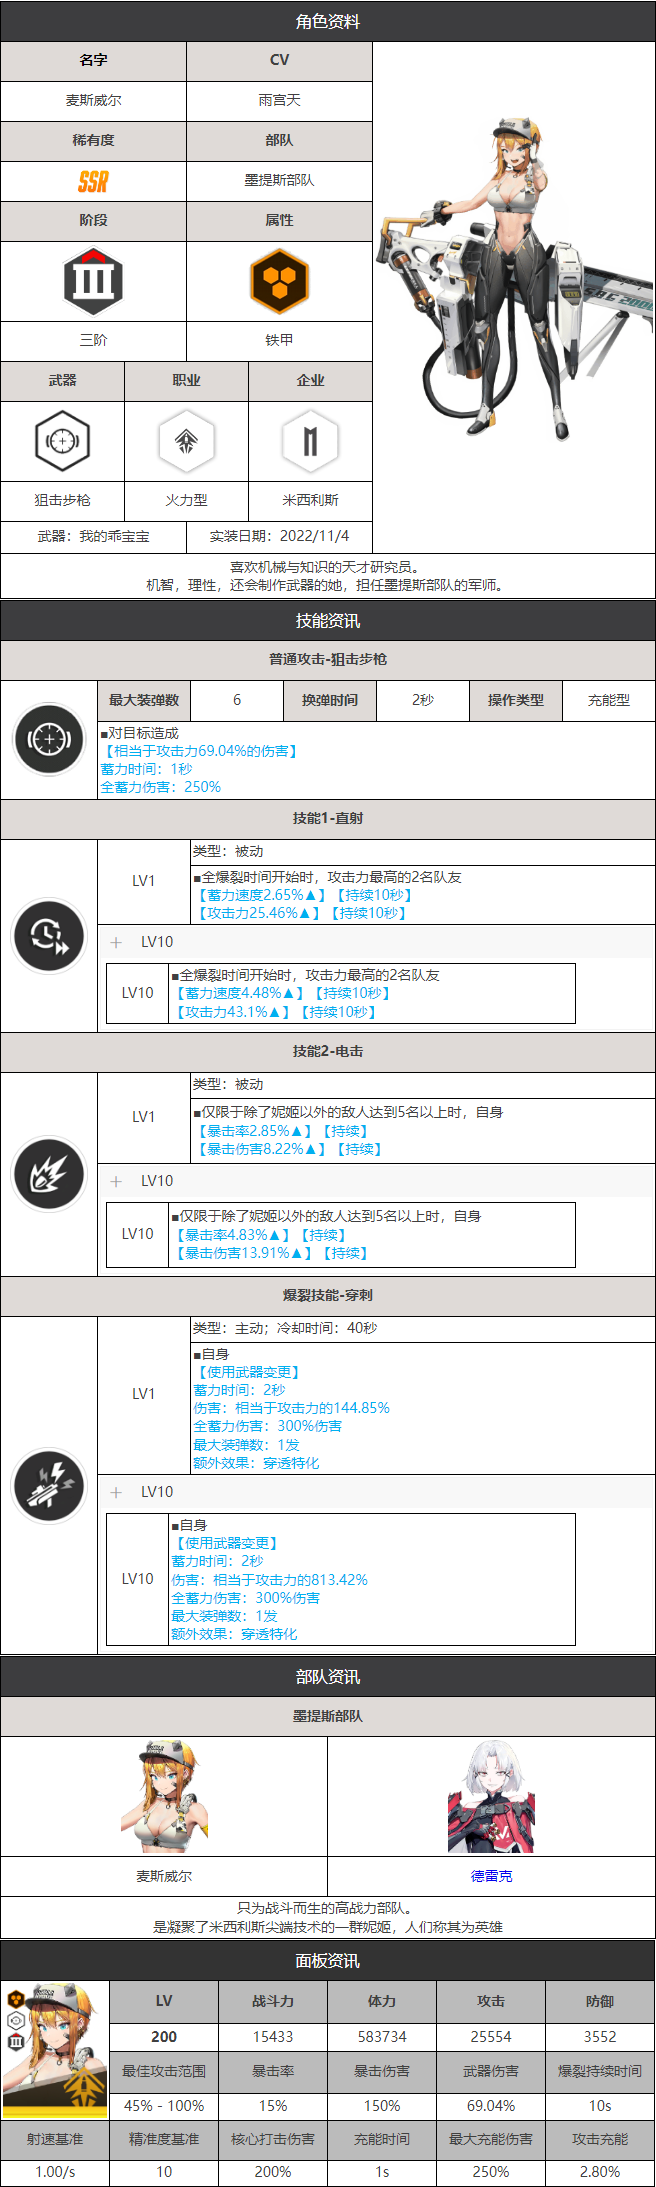 角色资料
名字
CV
麦斯威尔
雨宫天
稀有度
部队
SSR
墨提斯部队
阶段
属性
三阶
铁甲
武器
职业
企业
狙击步枪
火力型
米西利斯
武器：我的乖宝宝
实装日期：2022/11/4
喜欢机械与知识的天才研究员。
机智，理性，还会制作武器的她，担任墨提斯部队的军师。
技能资讯
普通攻击-狙击步枪
最大装弹数
6
换弹时间
2秒
操作类型
充能型
■对目标造成
【相当于攻击力69.04%的伤害】
蓄力时间：1秒
全蓄力伤害：250%
技能1-直射
LV1
类型：被动
■全爆裂时间开始时，攻击力最高的2名队友
【蓄力速度2.65%▲】【持续10秒】
【攻击力25.46%▲】【持续10秒】
＋ LV10
LV10
■全爆裂时间开始时，攻击力最高的2名队友
【蓄力速度4.48%▲】【持续10秒】
【攻击力43.1%▲】【持续10秒】
技能2-电击
LV1
类型：被动
■仅限于除了妮姬以外的敌人达到5名以上时，自身
【暴击率2.85%▲】【持续】
【暴击伤害8.22%▲】【持续】
＋ LV10
LV10
■仅限于除了妮姬以外的敌人达到5名以上时，自身
【暴击率4.83%▲】【持续】
【暴击伤害13.91%▲】【持续】
爆裂技能-穿刺
LV1
类型：主动；冷却时间：40秒
■自身
【使用武器变更】
蓄力时间：2秒
伤害：相当于攻击力的144.85%
全蓄力伤害：300%伤害
最大装弹数：1发
额外效果：穿透特化
＋ LV10
LV10
■自身
【使用武器变更】
蓄力时间：2秒
伤害：相当于攻击力的813.42%
全蓄力伤害：300%伤害
最大装弹数：1发
额外效果：穿透特化
部队资讯
墨提斯部队
麦斯威尔
德雷克
只为战斗而生的高战力部队。
是凝聚了米西利斯尖端技术的一群妮姬，人们称其为英雄
面板资讯
LV
战斗力
体力
攻击
防御
200
15433
583734
25554
3552
最佳攻击范围
暴击率
暴击伤害
武器伤害
爆裂持续时间
45% - 100%
15%
150%
69.04%
10s
射速基准
精准度基准
核心打击伤害
充能时间
最大充能伤害
攻击充能
1.00/s
10
200%
1s
250%
2.80%